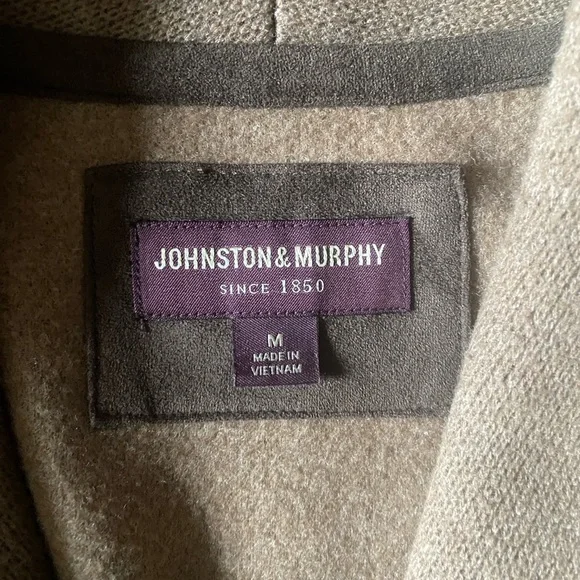 JOHNSTON & MURPHY
SINCE 1850
M
MADE IN
VIETNAM